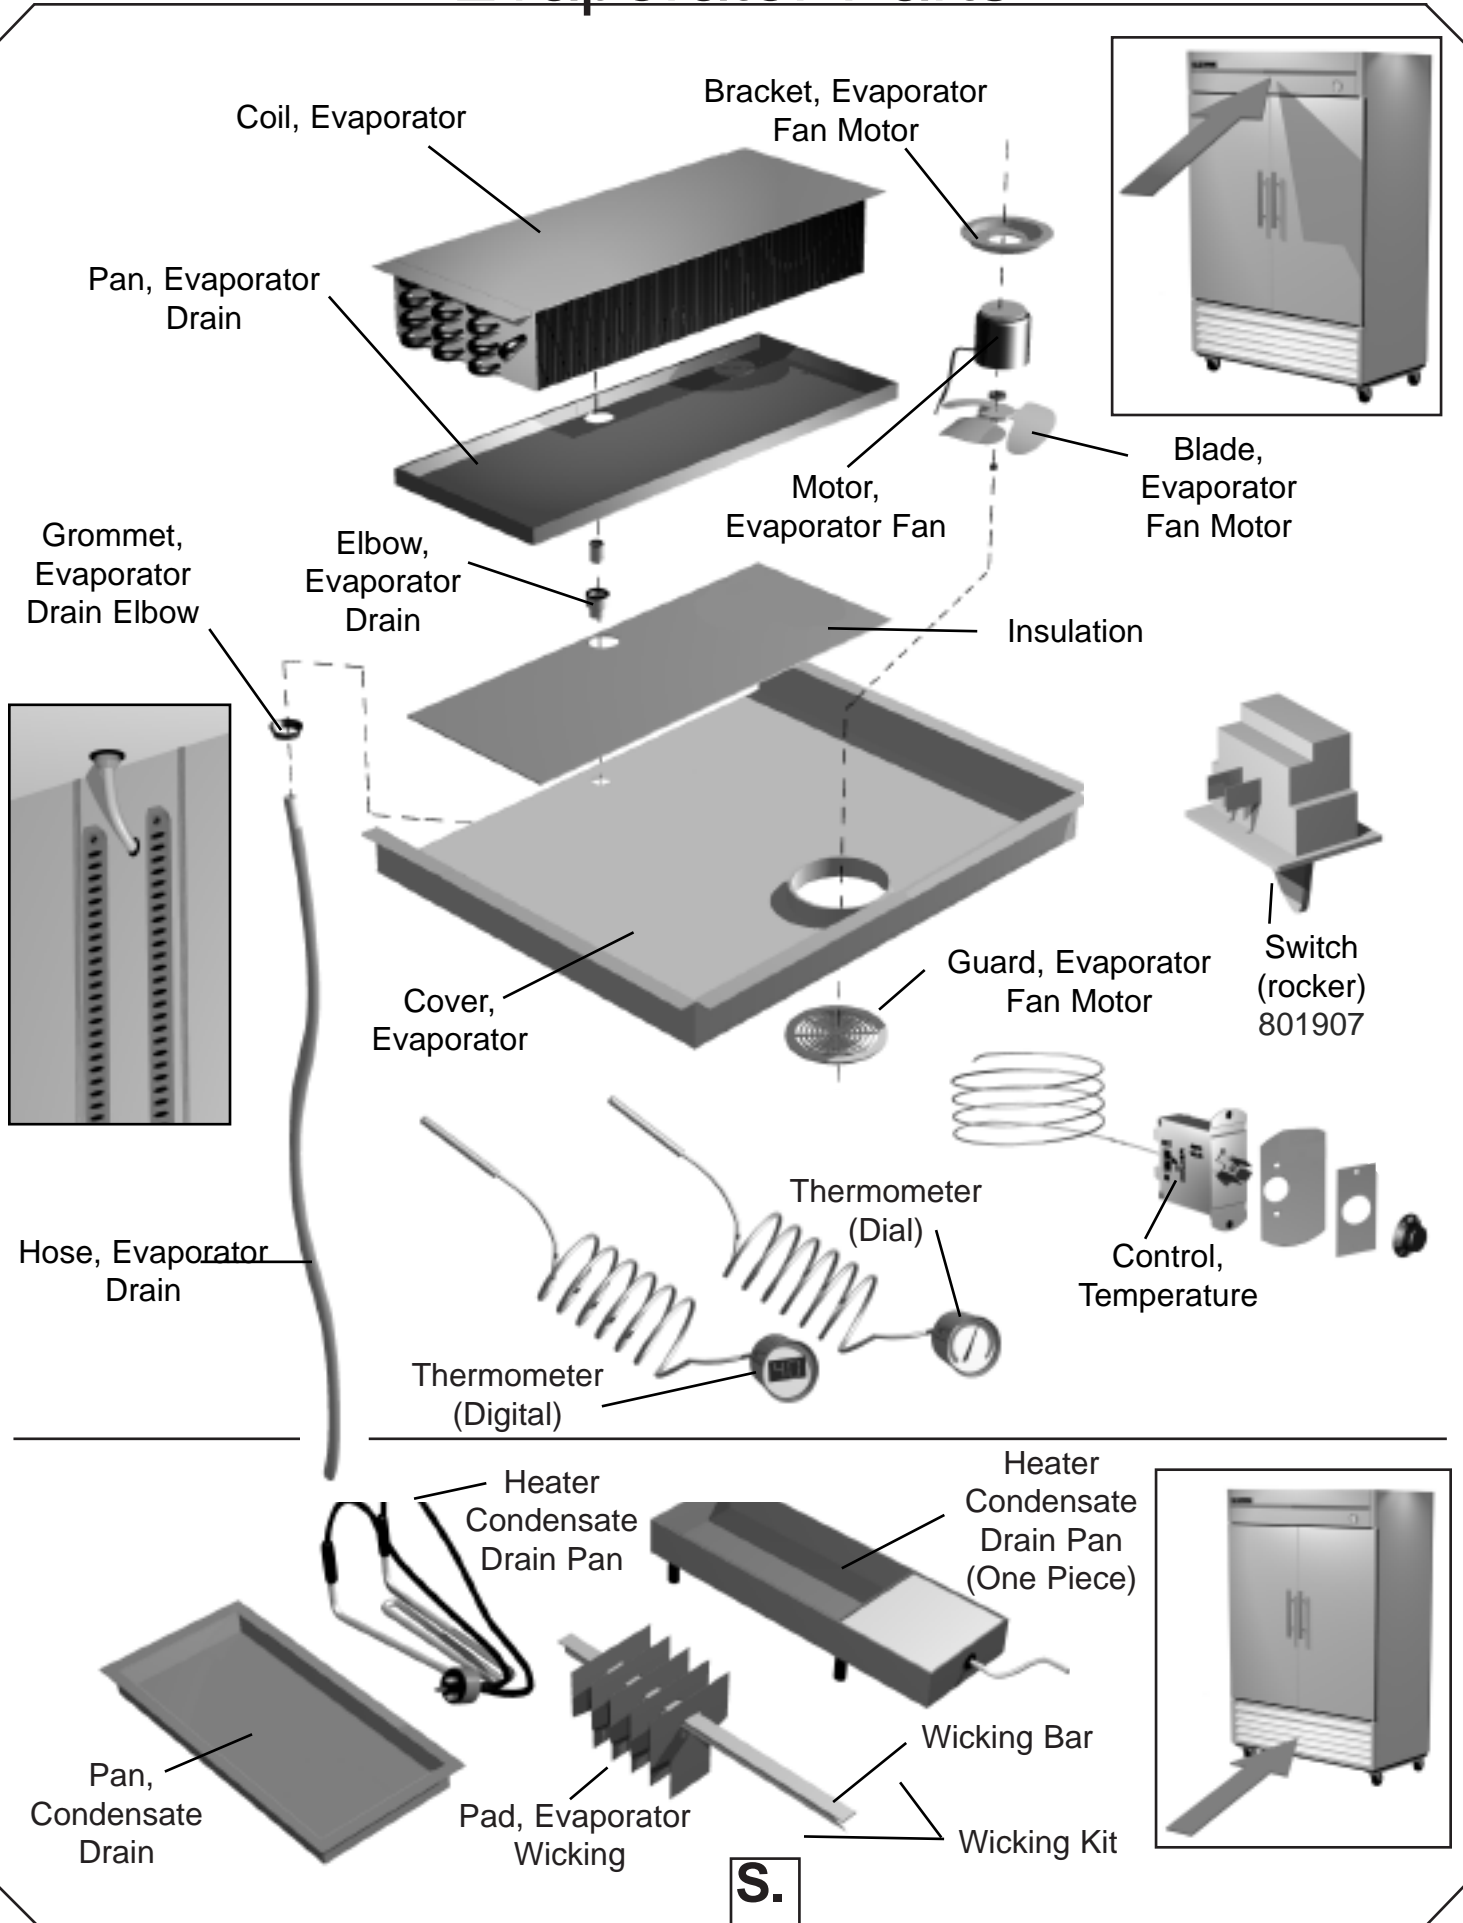 Coil, Evaporator
Bracket, Evaporator
Fan Motor
Pan, Evaporator
Drain
Motor,
Evaporator Fan
Blade,
Evaporator
Fan Motor
Grommet,
Evaporator
Drain Elbow
Elbow,
Evaporator
Drain
Insulation
Switch
(rocker)
801907
Guard, Evaporator
Fan Motor
Cover,
Evaporator
Thermometer
(Dial)
Control,
Temperature
Hose, Evaporator
Drain
Thermometer
(Digital)
Heater
Condensate
Drain Pan
Heater
Condensate
Drain Pan
(One Piece)
Wicking Bar
Pan,
Condensate
Drain
Pad, Evaporator
Wicking
Wicking Kit
S.